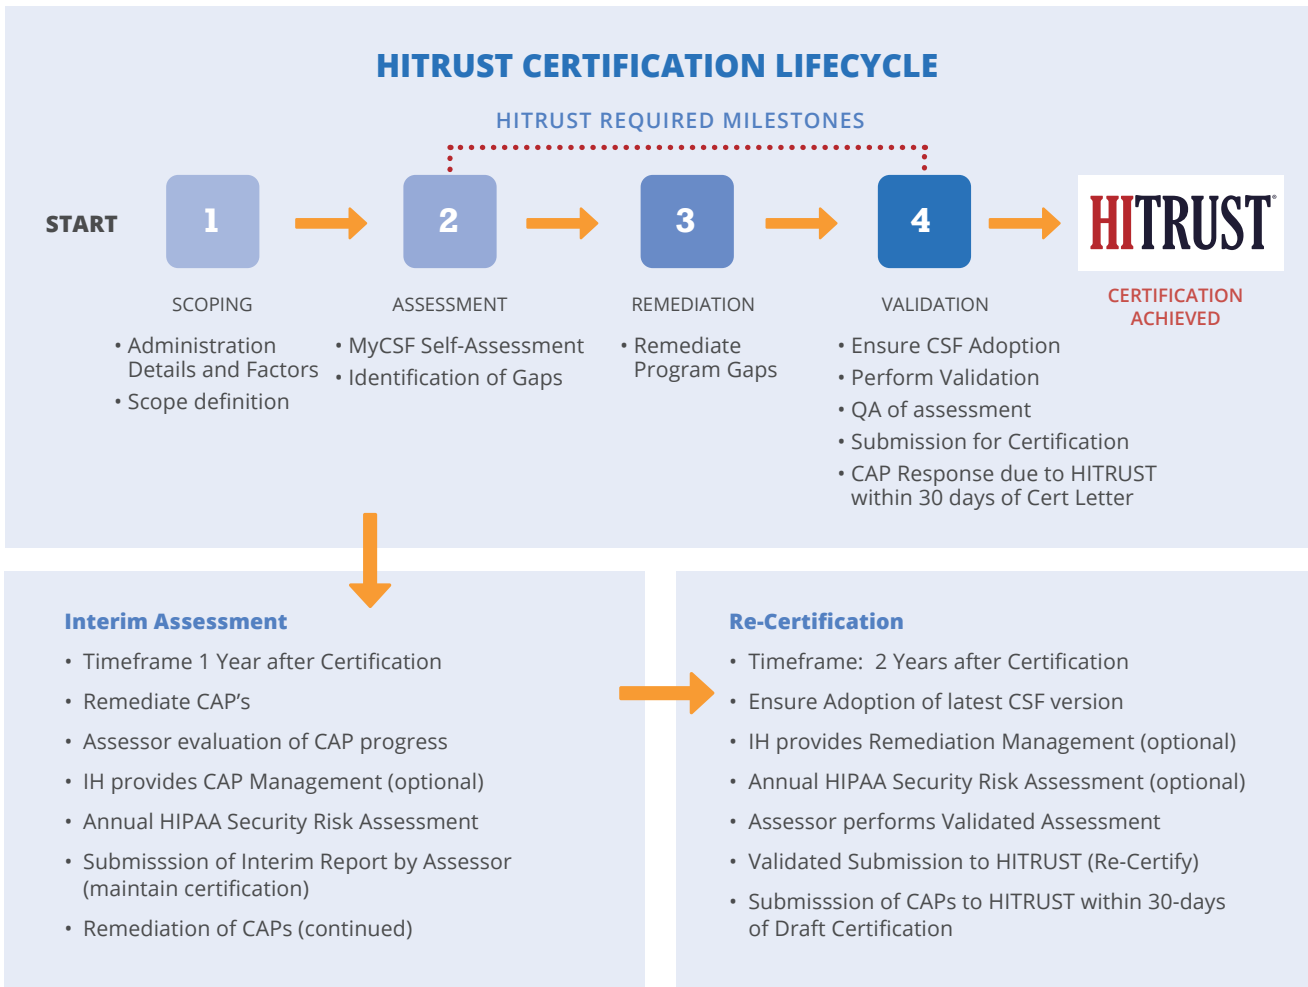 HITRUST CERTIFICATION LIFECYCLE
HITRUST REQUIRED MILESTONES
START
1
2
3
4
HITRUST®
CERTIFICATION
ACHIEVED
SCOPING
• Administration
Details and Factors
• Scope definition
ASSESSMENT
• MyCSF Self-Assessment
• Identification of Gaps
REMEDIATION
• Remediate
Program Gaps
VALIDATION
• Ensure CSF Adoption
• Perform Validation
• QA of assessment
• Submission for Certification
• CAP Response due to HITRUST
within 30 days of Cert Letter
Interim Assessment
• Timeframe 1 Year after Certification
• Remediate CAP’s
• Assessor evaluation of CAP progress
• IH provides CAP Management (optional)
• Annual HIPAA Security Risk Assessment
• Submisssion of Interim Report by Assessor
(maintain certification)
• Remediation of CAPs (continued)
Re-Certification
• Timeframe:  2 Years after Certification
• Ensure Adoption of latest CSF version
• IH provides Remediation Management (optional)
• Annual HIPAA Security Risk Assessment (optional)
• Assessor performs Validated Assessment
• Validated Submission to HITRUST (Re-Certify)
• Submisssion of CAPs to HITRUST within 30-days
of Draft Certification